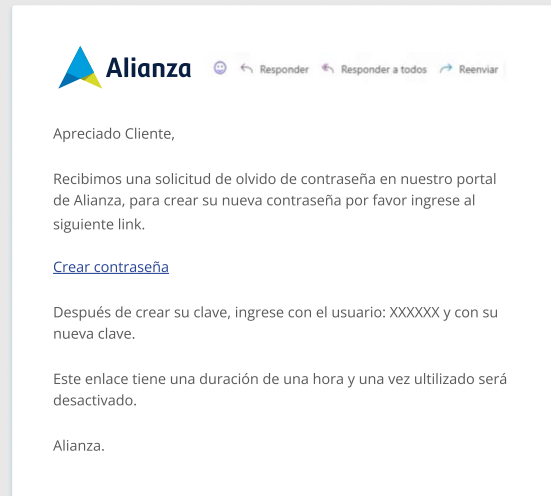 Alianza
Responder
Responder a todos
Reenviar
Apreciado Cliente,
Recibimos una solicitud de olvido de contraseña en nuestro portal
de Alianza, para crear su nueva contraseña por favor ingrese al
siguiente link.
Crear contraseña
Después de crear su clave, ingrese con el usuario: XXXXXX y con su
nueva clave.
Este enlace tiene una duración de una hora y una vez ultilizado será
desactivado.
Alianza.